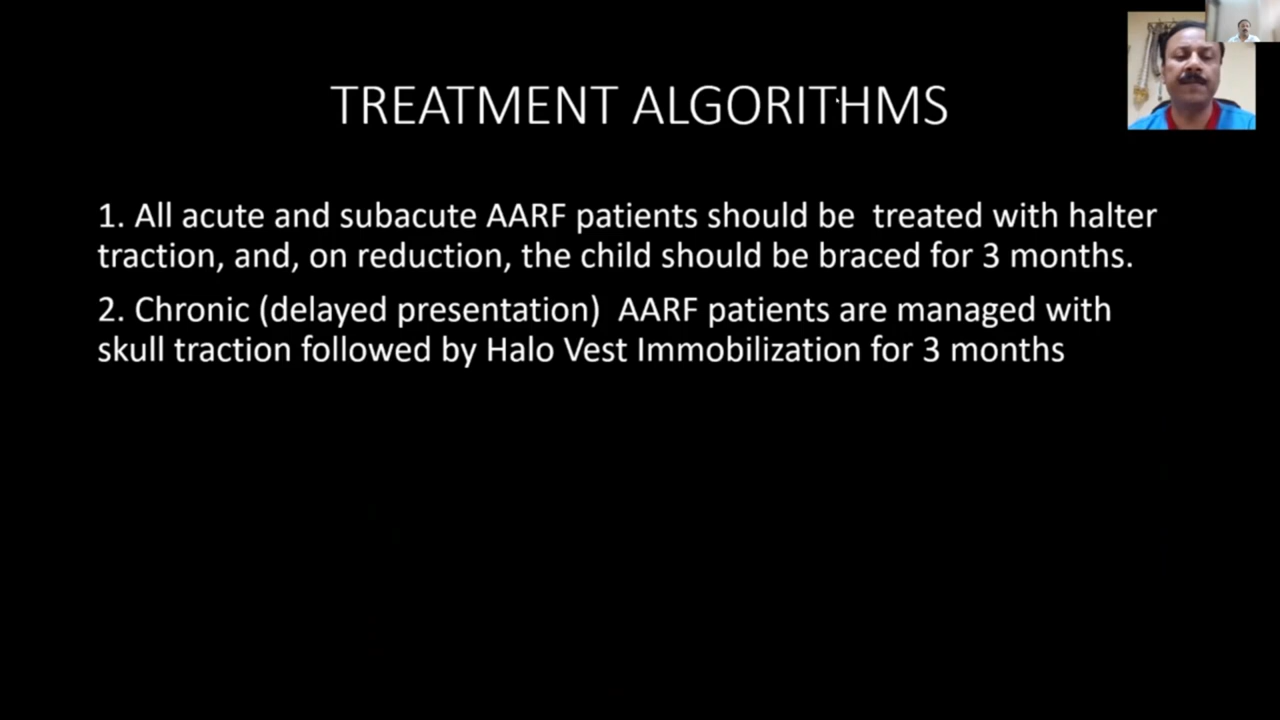 TREATMENT ALGORITHMS
1. All acute and subacute AARF patients should be  treated with halter
traction, and, on reduction, the child should be braced for 3 months.
2. Chronic (delayed presentation)  AARF patients are managed with
skull traction followed by Halo Vest Immobilization for 3 months